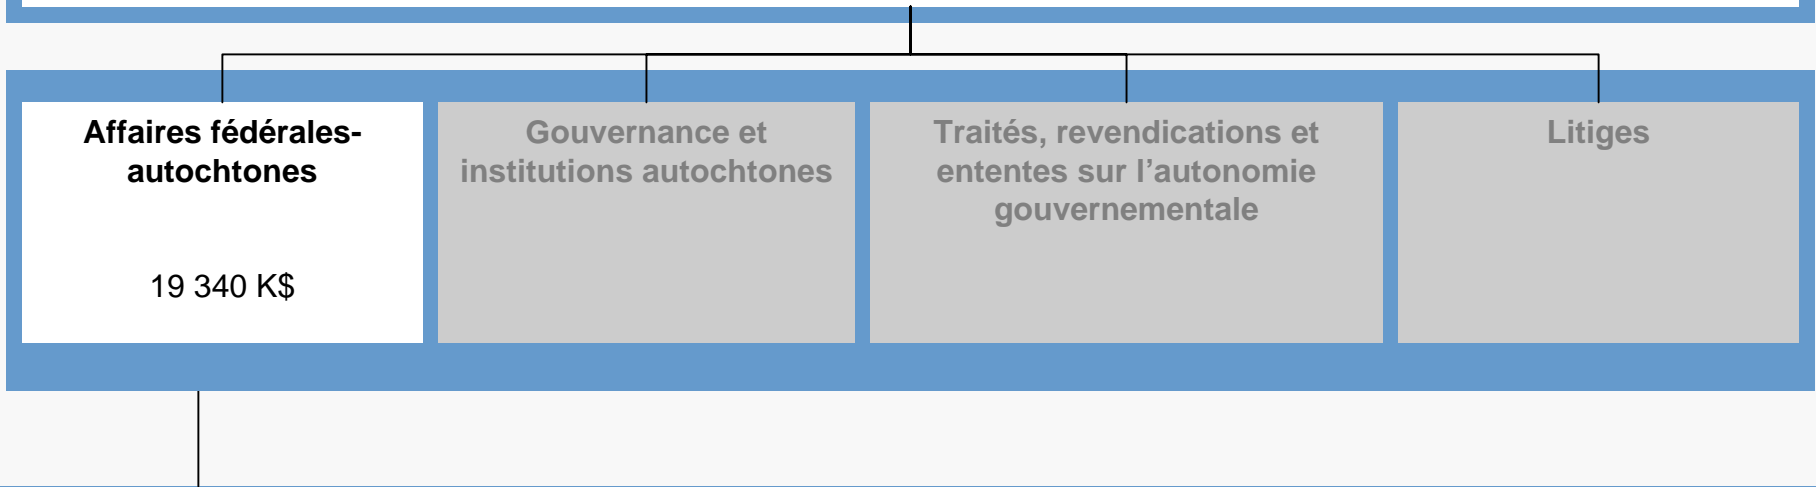 Affaires fédérales-
autochtones
19 340 K$
Gouvernance et
institutions autochtones
Traités, revendications et
ententes sur l’autonomie
gouvernementale
Litiges